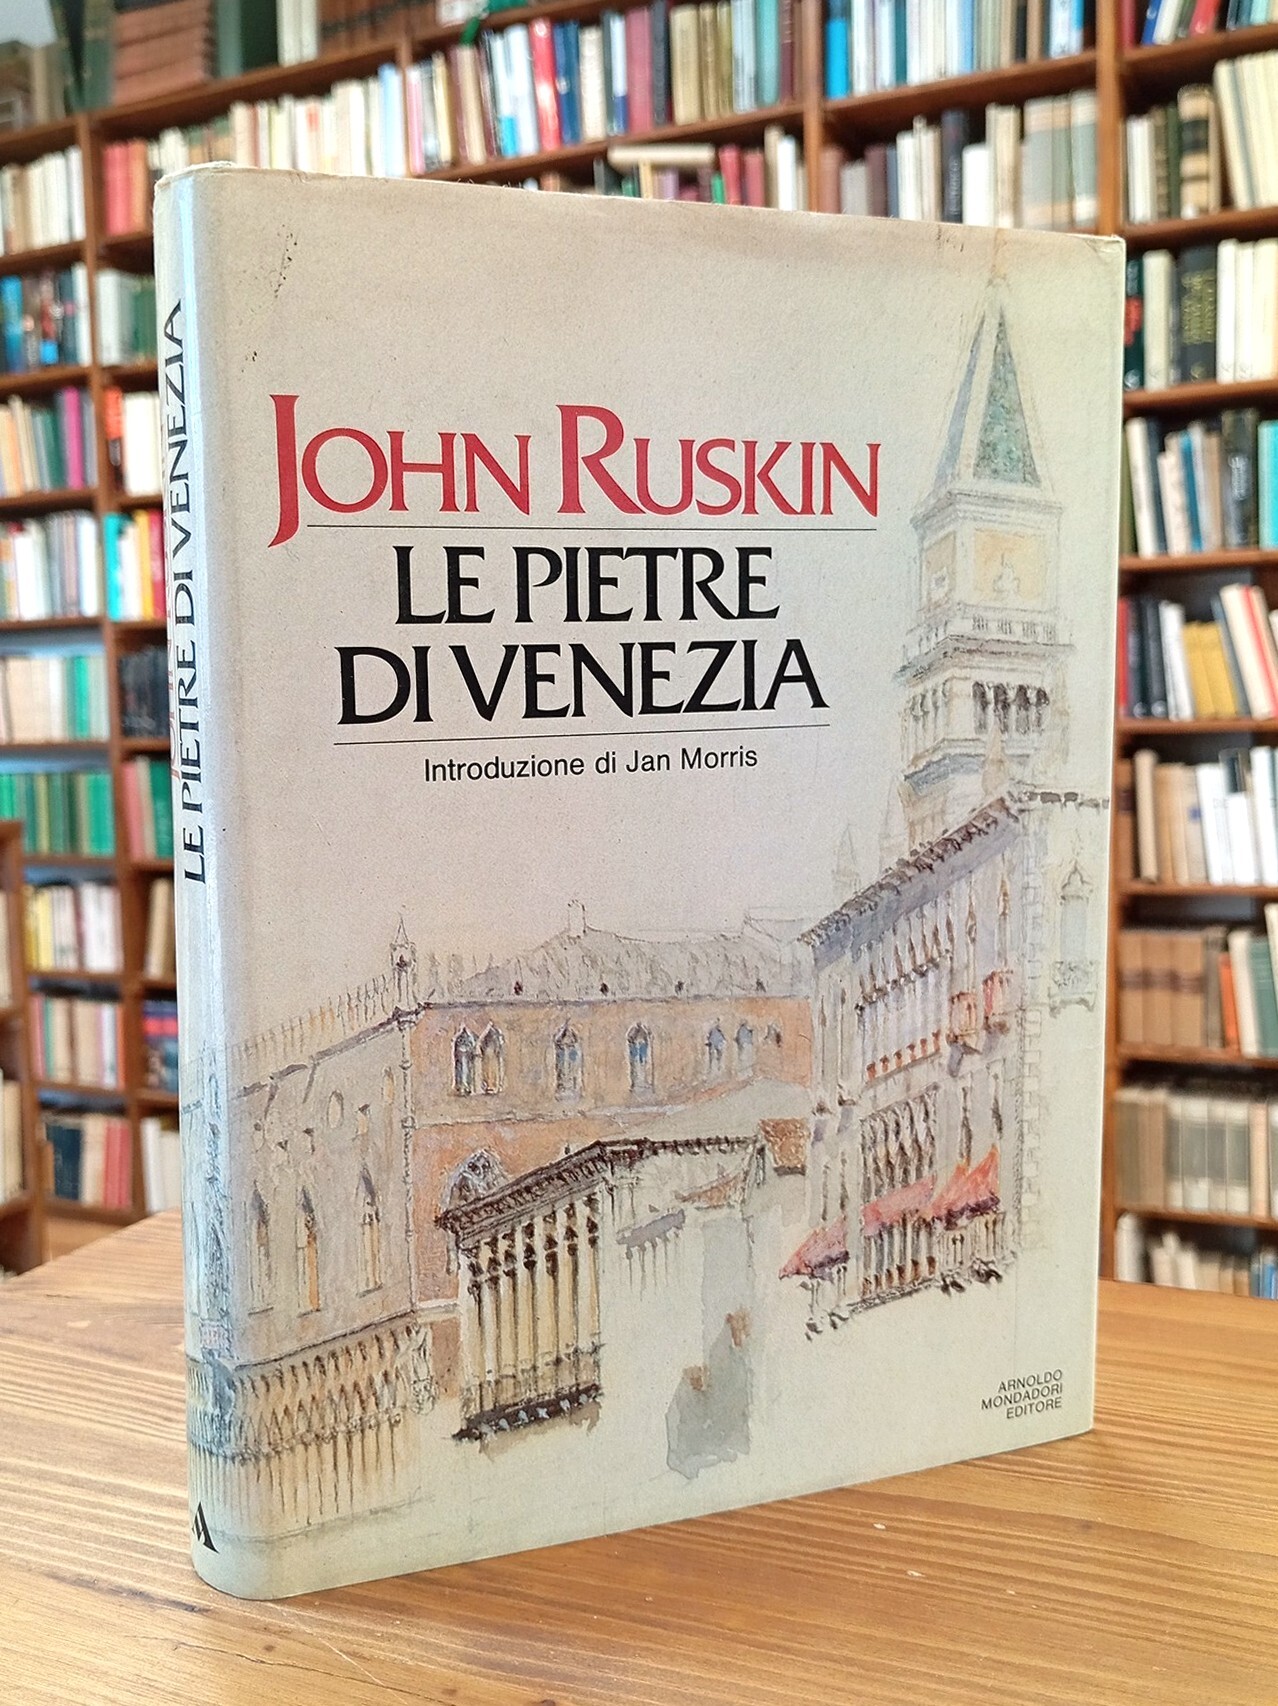 JOHN RUSKIN
LE PIETRE
DI VENEZIA
Introduzione di Jan Morris
ARNOLDO
MONDADORI
EDITORE
LE PIETRE DI VENEZIA